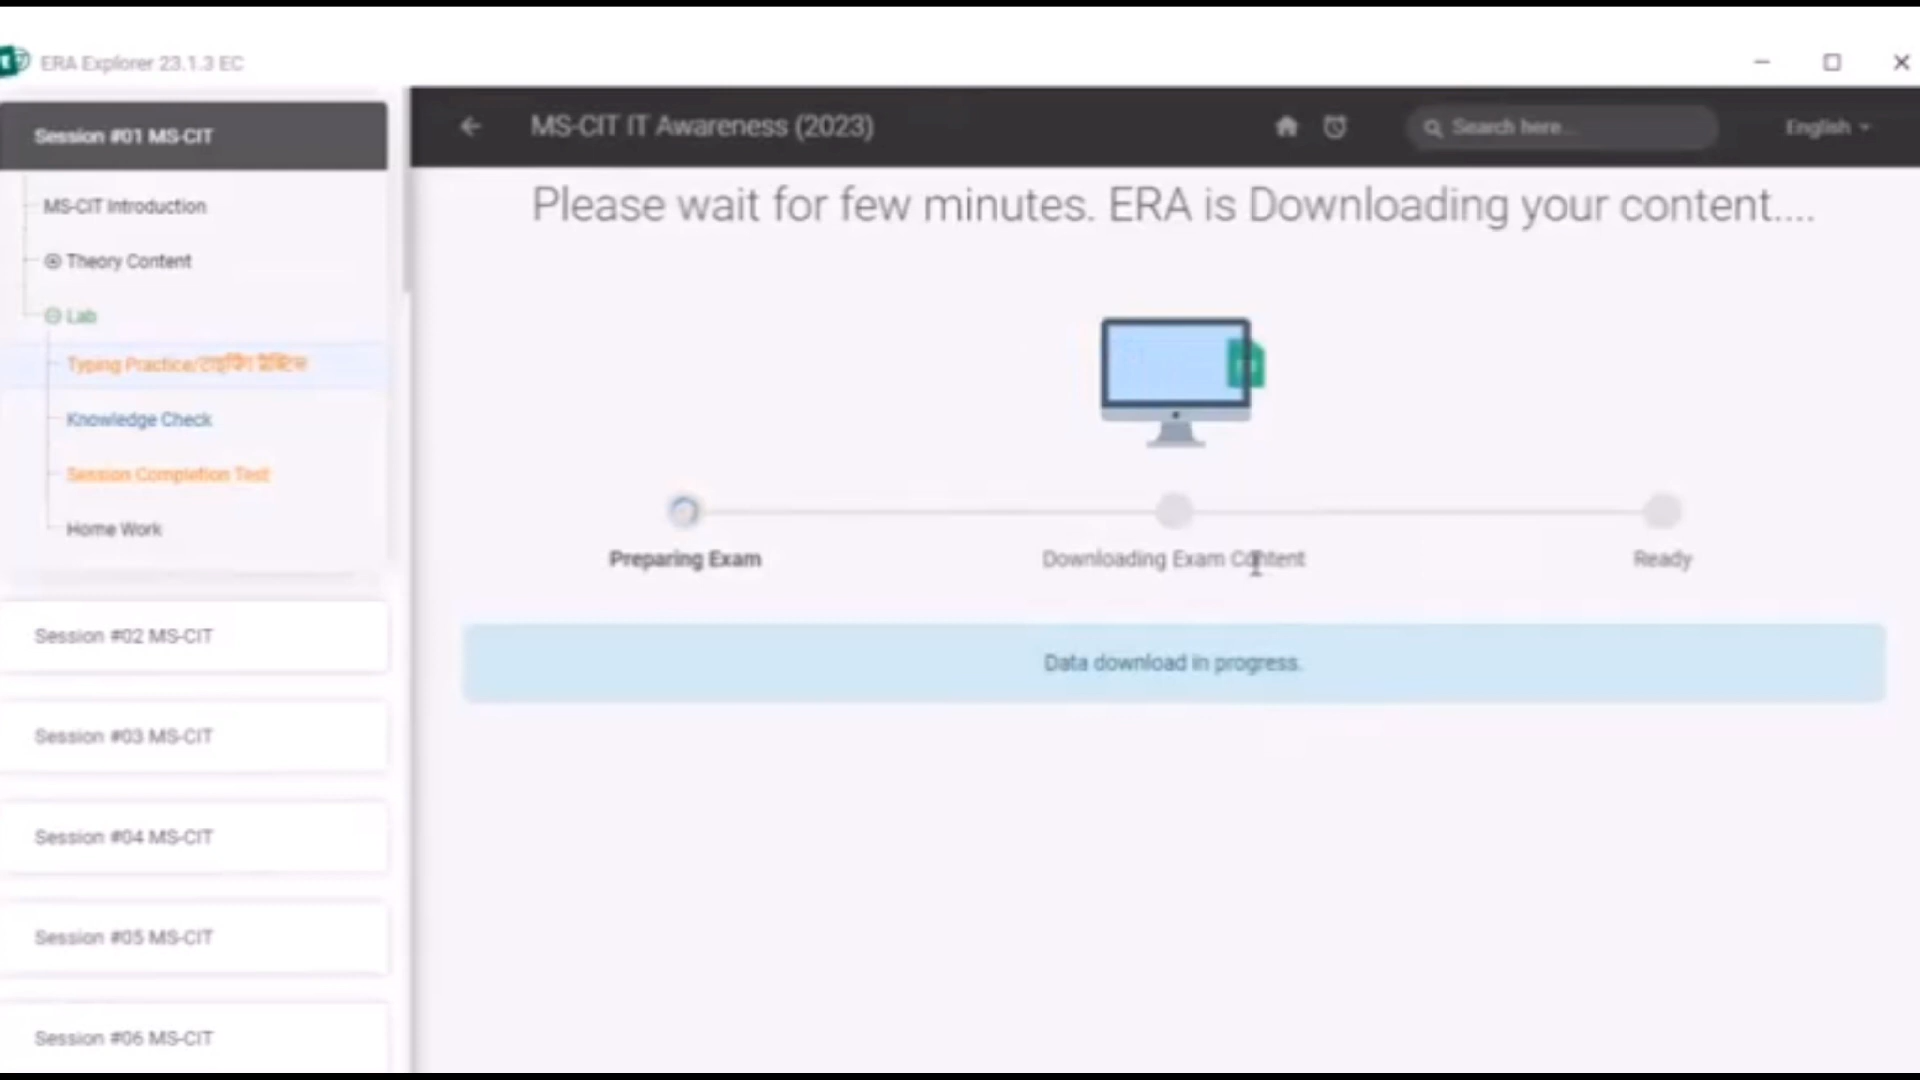 ERA Explorer 23.1.3 EC
Session #01 MS-CIT
MS-CIT IT Awareness (2023)
Search here...
English
MS-CIT Introduction
Theory Content
Lab
Typing Practice/टाइपिंग प्रॅक्टिस
Knowledge Check
Session Completion Test
Home Work
Session #02 MS-CIT
Session #03 MS-CIT
Session #04 MS-CIT
Session #05 MS-CIT
Session #06 MS-CIT
Please wait for few minutes. ERA is Downloading your content....
Preparing Exam
Downloading Exam Content
Ready
Data download in progress.